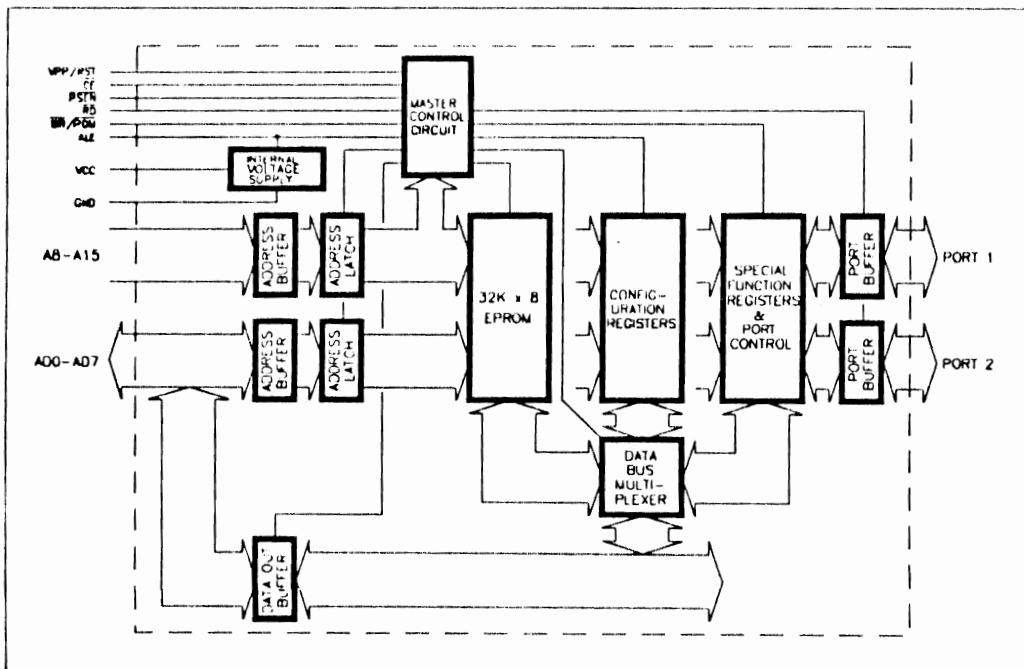 VPP/RST
CE
PSEN
RD
WR/PGM
ALE
VCC
GND
MASTER
CONTROL
CIRCUIT
INTERNAL
VOLTAGE
SUPPLY
A8-A15
ADDRESS
BUFFER
ADDRESS
LATCH
32K x 8
EPROM
CONFIG-
URATION
REGISTERS
SPECIAL
FUNCTION
REGISTERS
&
PORT
CONTROL
PORT
BUFFER
PORT 1
AD0-AD7
ADDRESS
BUFFER
ADDRESS
LATCH
PORT
BUFFER
PORT 2
DATA
BUS
MULTI-
PLEXER
DATA OUT
BUFFER